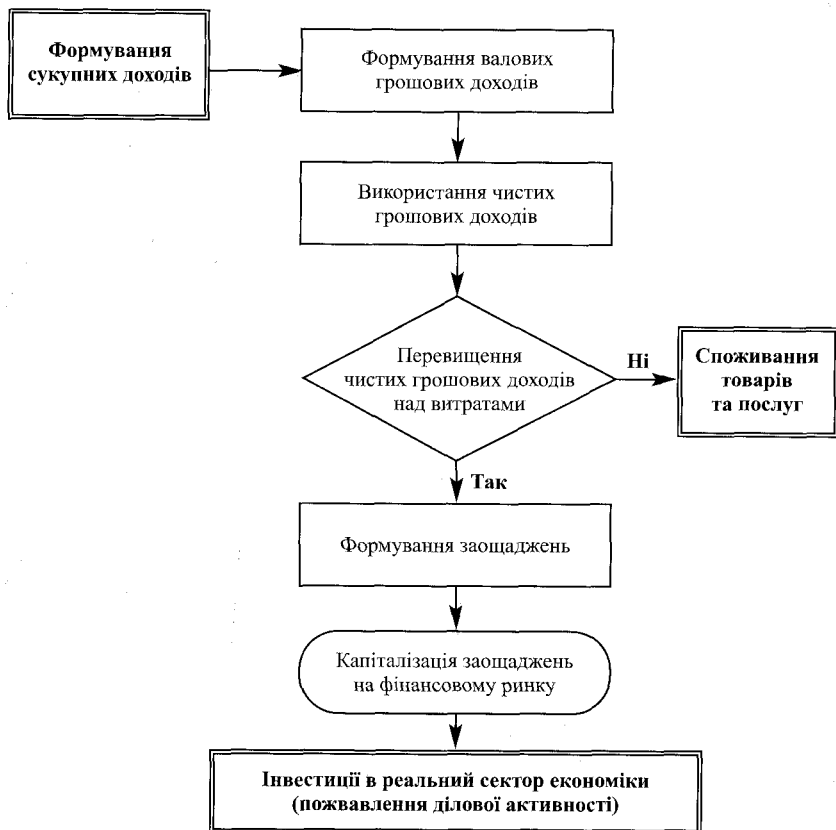 Формування
сукупних доходів
Формування валових
грошових доходів
Використання чистих
грошових доходів
Перевищення
чистих грошових доходів
над витратами
Ні
Споживання
товарів
та послуг
Так
Формування заощаджень
Капіталізація заощаджень
на фінансовому ринку
Інвестиції в реальний сектор економіки
(пожвавлення ділової активності)